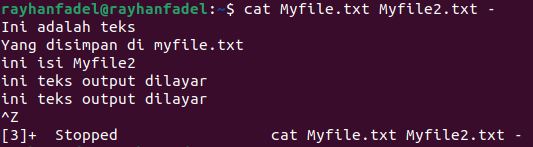 rayhanfadel@rayhanfadel:~$ cat Myfile.txt Myfile2.txt -
Ini adalah teks
Yang disimpan di myfile.txt
ini isi Myfile2
ini teks output dilayar
ini teks output dilayar
^Z
[3]+  Stopped                 cat Myfile.txt Myfile2.txt -